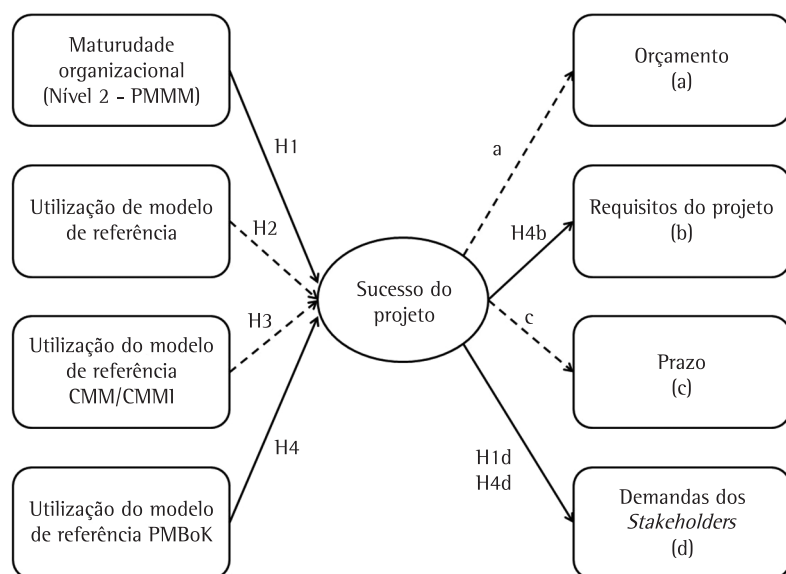 Maturudade
organizacional
(Nível 2 - PMMM)
H1
Utilização de modelo
de referência
H2
Utilização do modelo
de referência
CMM/CMMI
H3
Utilização do modelo
de referência PMBoK
H4
Sucesso do
projeto
a
Orçamento
(a)
H4b
Requisitos do projeto
(b)
c
Prazo
(c)
H1d
H4d
Demandas dos
Stakeholders
(d)